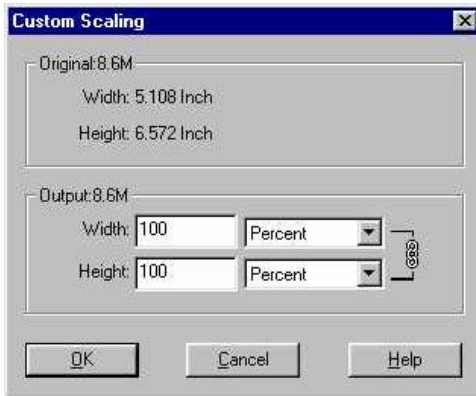 Custom Scaling
Original:8.6M
Width: 5.108 Inch
Height: 6.572 Inch
Output:8.6M
Width: 100 Percent
Height: 100 Percent
OK Cancel Help